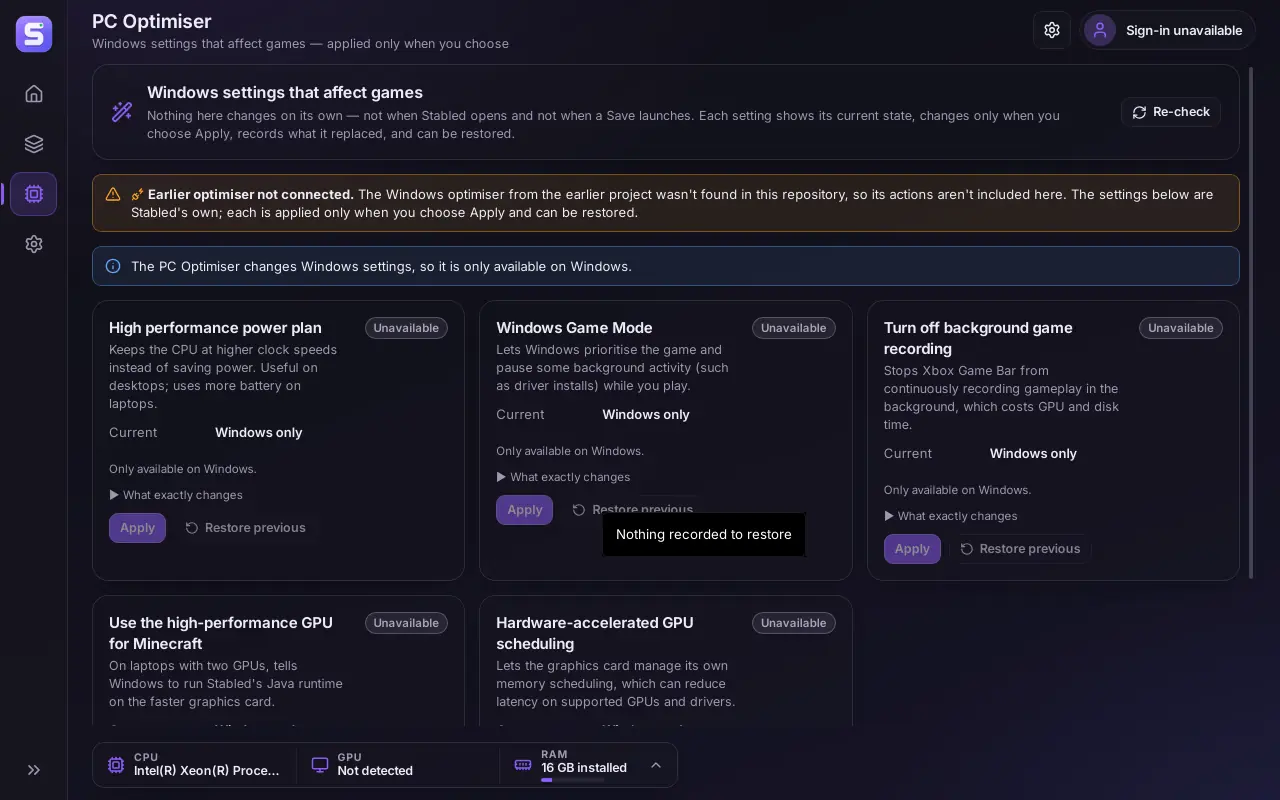 PC Optimiser
Windows settings that affect games — applied only when you choose
Sign-in unavailable
Windows settings that affect games
Nothing here changes on its own — not when Stabled opens and not when a Save launches. Each setting shows its current state, changes only when you
choose Apply, records what it replaced, and can be restored.
Re-check
Earlier optimiser not connected. The Windows optimiser from the earlier project wasn't found in this repository, so its actions aren't included here. The settings below are
Stabled's own; each is applied only when you choose Apply and can be restored.
The PC Optimiser changes Windows settings, so it is only available on Windows.
High performance power plan
Unavailable
Keeps the CPU at higher clock speeds
instead of saving power. Useful on
desktops; uses more battery on
laptops.
Current Windows only
Only available on Windows.
What exactly changes
Apply Restore previous
Windows Game Mode
Unavailable
Lets Windows prioritise the game and
pause some background activity (such
as driver installs) while you play.
Current Windows only
Only available on Windows.
What exactly changes
Apply Restore previous
Nothing recorded to restore
Turn off background game
recording
Unavailable
Stops Xbox Game Bar from
continuously recording gameplay in the
background, which costs GPU and disk
time.
Current Windows only
Only available on Windows.
What exactly changes
Apply Restore previous
Use the high-performance GPU
for Minecraft
Unavailable
On laptops with two GPUs, tells
Windows to run Stabled's Java runtime
on the faster graphics card.
Hardware-accelerated GPU
scheduling
Unavailable
Lets the graphics card manage its own
memory scheduling, which can reduce
latency on supported GPUs and drivers.
CPU
Intel(R) Xeon(R) Proce...
GPU
Not detected
RAM
16 GB installed